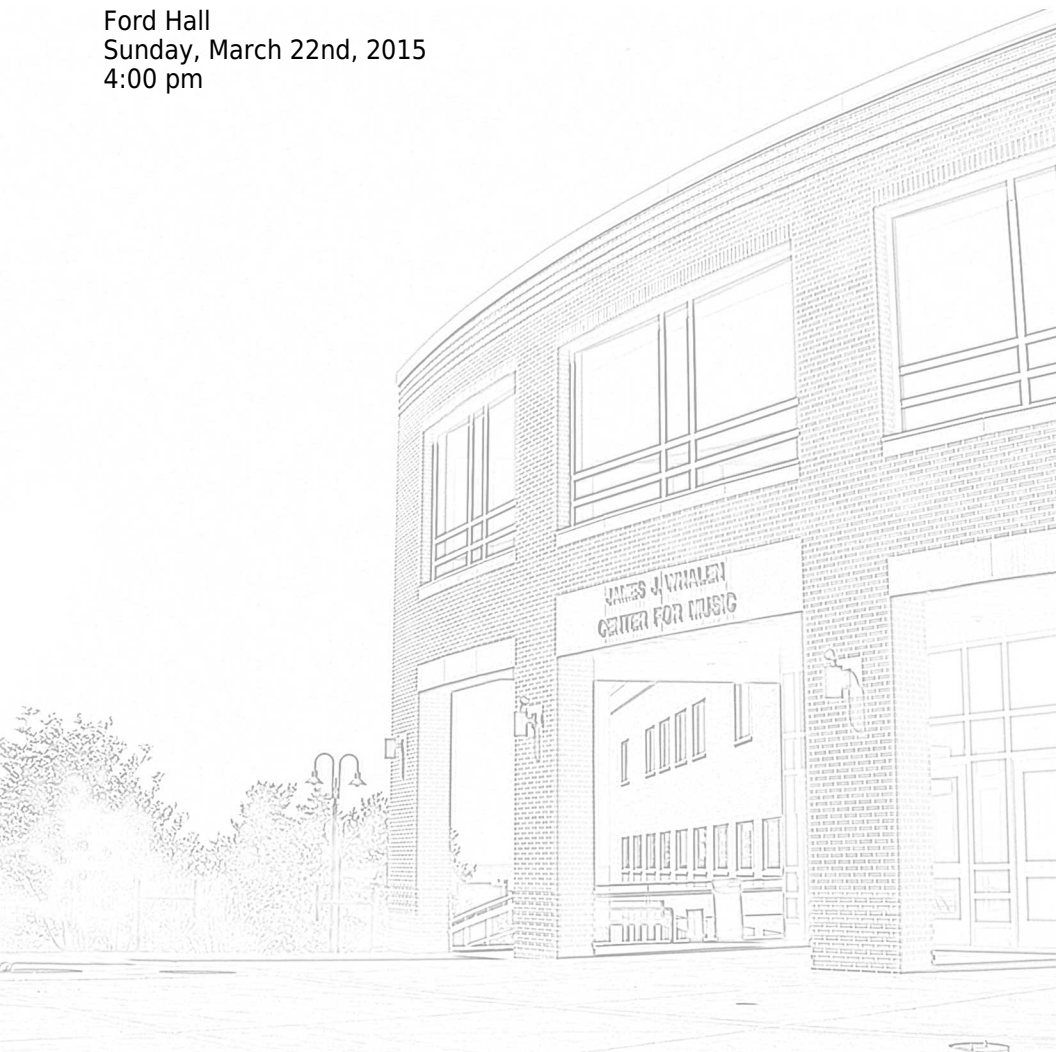 Ford Hall
Sunday, March 22nd, 2015
4:00 pm
JAMES J. WHALEN
CENTER FOR MUSIC